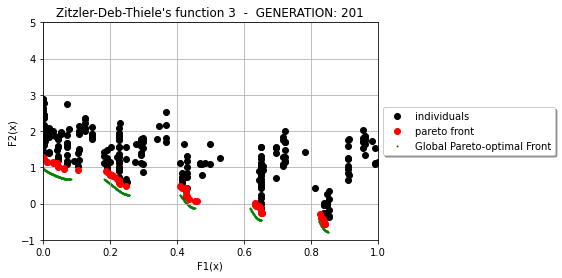 Zitzler-Deb-Thiele's function 3 - GENERATION: 201
5
4
3
2
1
0
−1
F2(x)
0.0 0.2 0.4 0.6 0.8 1.0
F1(x)
individuals
pareto front
Global Pareto-optimal Front